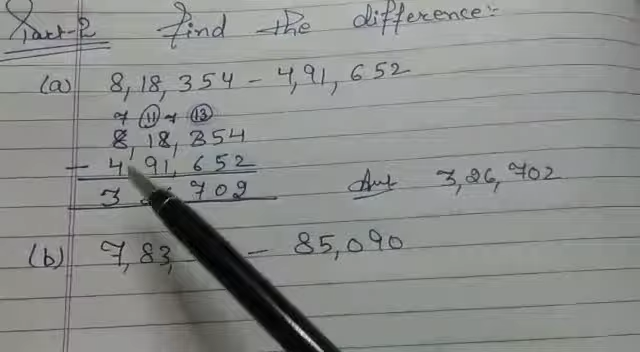 Part-2 Find the difference:-
(a) 8,18,354 - 4,91,652
7 11 7 13
8,18,354
- 4,91,652
3 702 Ans 3,26,702
(b) 7,83, - 85,090